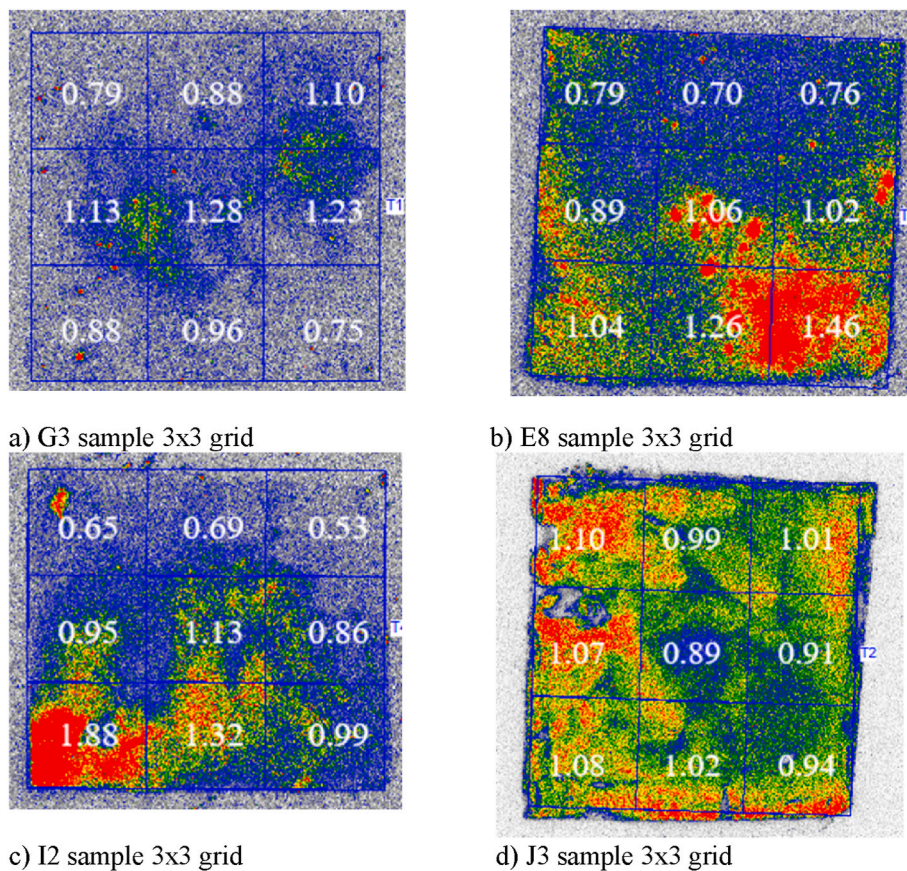 0.79 0.88 1.10
1.13 1.28 1.23
T1
0.88 0.96 0.75
a) G3 sample 3x3 grid
0.79 0.70 0.76
0.89 1.06 1.02
1.04 1.26 1.46
b) E8 sample 3x3 grid
0.65 0.69 0.53
0.95 1.13 0.86
1.88 1.32 0.99
c) I2 sample 3x3 grid
1.10 0.99 1.01
1.07 0.89 0.91
T2
1.08 1.02 0.94
d) J3 sample 3x3 grid